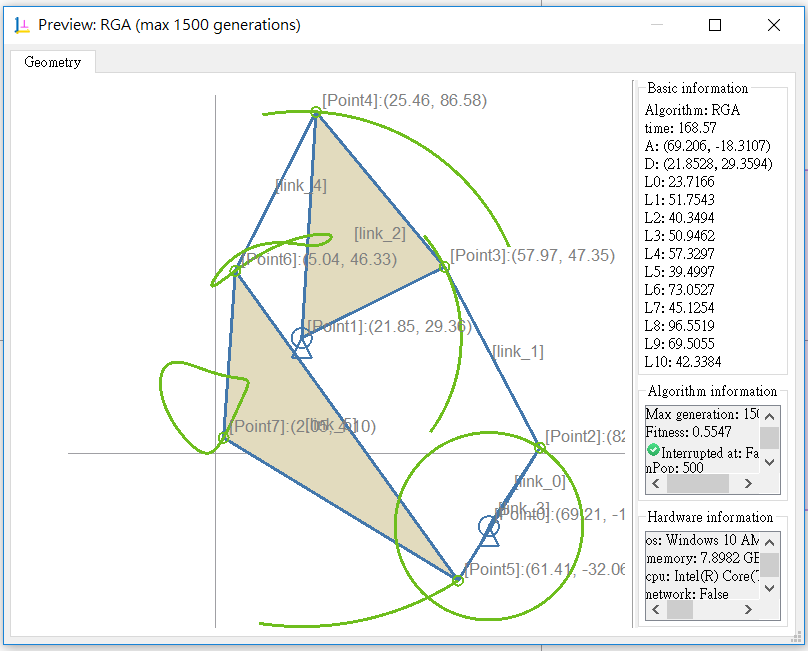 Preview: RGA (max 1500 generations)
Geometry
[Point4]:(25.46, 86.58)
[link_4]
[link_2]
[Point3]:(57.97, 47.35)
[Point6]:(5.04, 46.33)
[Point1]:(21.85, 29.36)
[link_1]
[Point7]:(2.05, 4.10)
[link_5]
[Point2]:(82
[link_0]
[link_3]
[Point0]:(69.21, -1
[Point5]:(61.41, -32.06
Basic information
Algorithm: RGA
time: 168.57
A: (69.206, -18.3107)
D: (21.8528, 29.3594)
L0: 23.7166
L1: 51.7543
L2: 40.3494
L3: 50.9462
L4: 57.3297
L5: 39.4997
L6: 73.0527
L7: 45.1254
L8: 96.5519
L9: 69.5055
L10: 42.3384
Algorithm information
Max generation: 150
Fitness: 0.5547
Interrupted at: Fa
nPop: 500
Hardware information
os: Windows 10 AM
memory: 7.8982 GE
cpu: Intel(R) Core(T
network: False